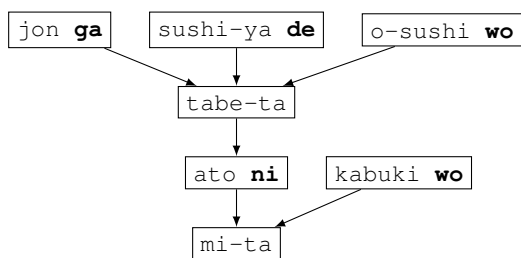 jon ga
sushi-ya de
o-sushi wo
tabe-ta
ato ni
kabuki wo
mi-ta